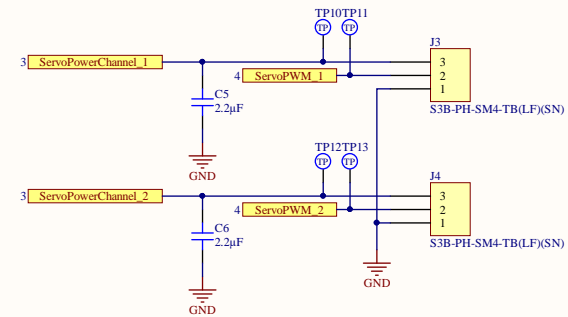 TP10TP11
TP
TP
J3
3 ServoPowerChannel_1
3
4 ServoPWM_1
2
1
C5
2.2µF
S3B-PH-SM4-TB(LF)(SN)
GND
TP12TP13
TP
TP
J4
3 ServoPowerChannel_2
3
4 ServoPWM_2
2
1
C6
2.2µF
S3B-PH-SM4-TB(LF)(SN)
GND
GND